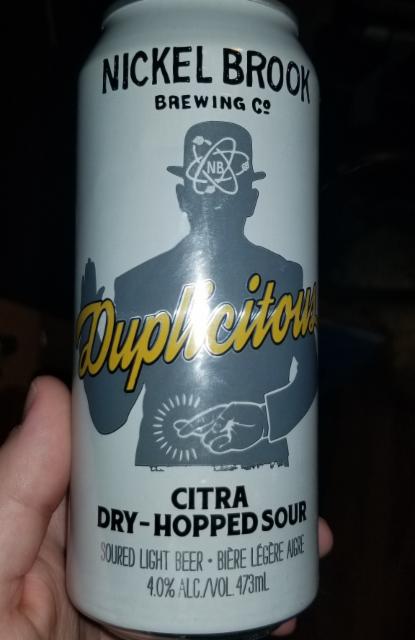 NICKEL BROOK
BREWING Co
NB
Duplicitous
CITRA
DRY-HOPPED SOUR
SOURED LIGHT BEER • BIÈRE LÉGÈRE AIGRE
4.0% ALC./VOL. 473mL